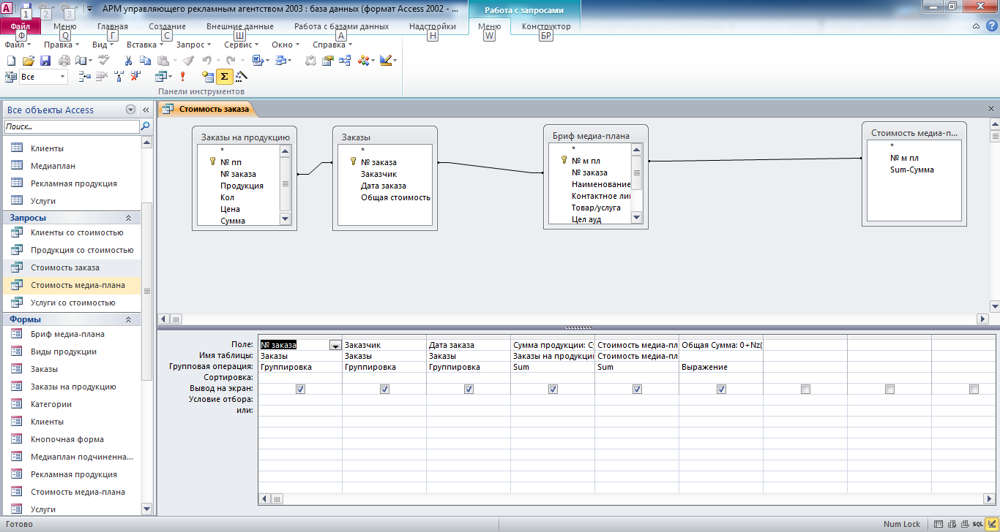 АРМ управляющего рекламным агентством 2003 : база данных (формат Access 2002 - ...
Работа с запросами
1 2 3
Файл Меню Главная Создание Внешние данные Работа с базами данных Надстройки Меню Конструктор
Ф Q Г С Ш А Н W БР
Файл Правка Вид Вставка Запрос Сервис Окно Справка
Все
Панели инструментов
Все объекты Access
Поиск...
Клиенты
Медиаплан
Рекланая продукция
Услуги
Запросы
Клиенты со стоимостью
Продукция со стоимостью
Стоимость заказа
Стоимость медиа-плана
Услуги со стоимостью
Формы
Бриф медиа-плана
Виды продукции
Заказы
Заказы на продукцию
Категории
Клиенты
Кнопочная форма
Медиаплан подчиненна...
Рекламная продукция
Стоимость медиа-плана
Услуги
Стоимость заказа
Заказы на продукцию
*
№ пп
№ заказа
Продукция
Кол
Цена
Сумма
Заказы
*
№ заказа
Заказчик
Дата заказа
Общая стоимость
Бриф медиа-плана
*
№ м пл
№ заказа
Наименование
Контактное ли
Товар/услуга
Цел ауд
Стоимость медиа-п...
*
№ м пл
Sum-Сумма
Поле: № заказа Заказчик Дата заказа Сумма продукции: Су Стоимость медиа-пл Общая Сумма: 0+Nz(
Имя таблицы: Заказы Заказы Заказы Заказы на продукци Стоимость медиа-пл
Групповая операция: Группировка Группировка Группировка Sum Sum Выражение
Сортировка:
Вывод на экран:
Условие отбора:
или:
Готово
Num Lock
SQL